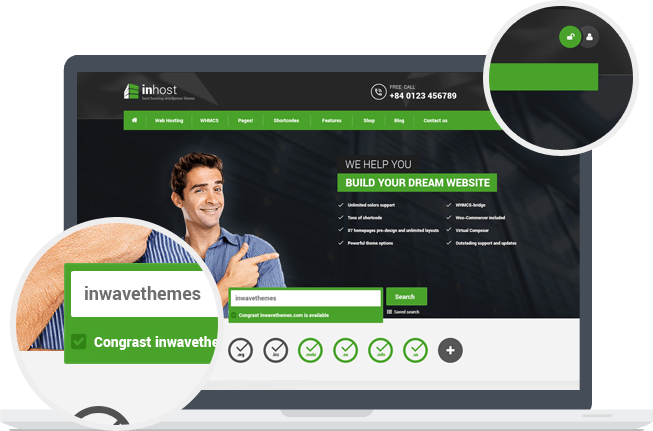 inhost
best hosting wordpress theme
FREE CALL
+84 0123 456789
Web Hosting
WHMCS
Pages!
Shortcodes
Features
Shop
Blog
Contact us
WE HELP YOU
BUILD YOUR DREAM WEBSITE
Unlimited colors support
WHMCS-bridge
Tons of shortcode
Woo-Commercer included
07 homepages pre-design and unlimited layouts
Virtual Composer
Powerful theme options
Outstading support and updates
inwavethemes
Search
Congrast inwavethemes.com is available
Saved search
inwavethemes
Congrast inwavethe
.org
.biz
.mobi
.co
.info
.us